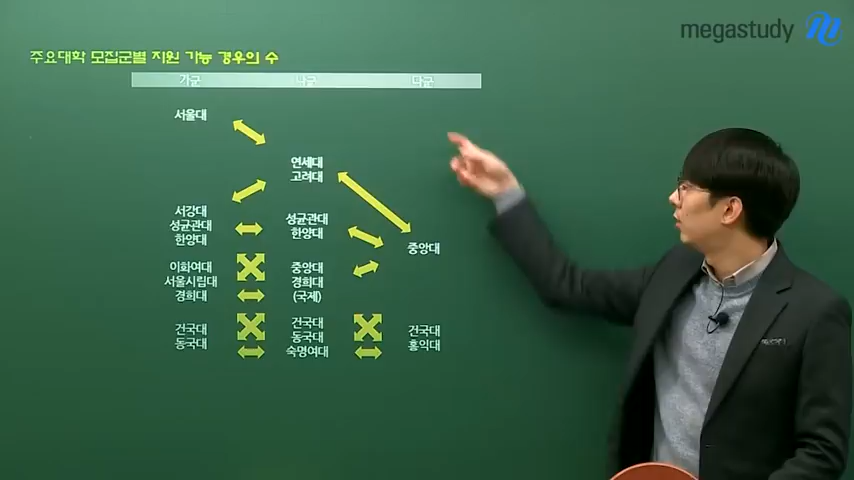 megastudy
주요대학 모집군별 지원 가능 경우의 수
가군 나군 다군
서울대
연세대
고려대
서강대
성균관대 성균관대
한양대 한양대
중앙대
이화여대 중앙대
서울시립대 경희대
경희대 (국제)
건국대 건국대 건국대
동국대 동국대 홍익대
숙명여대